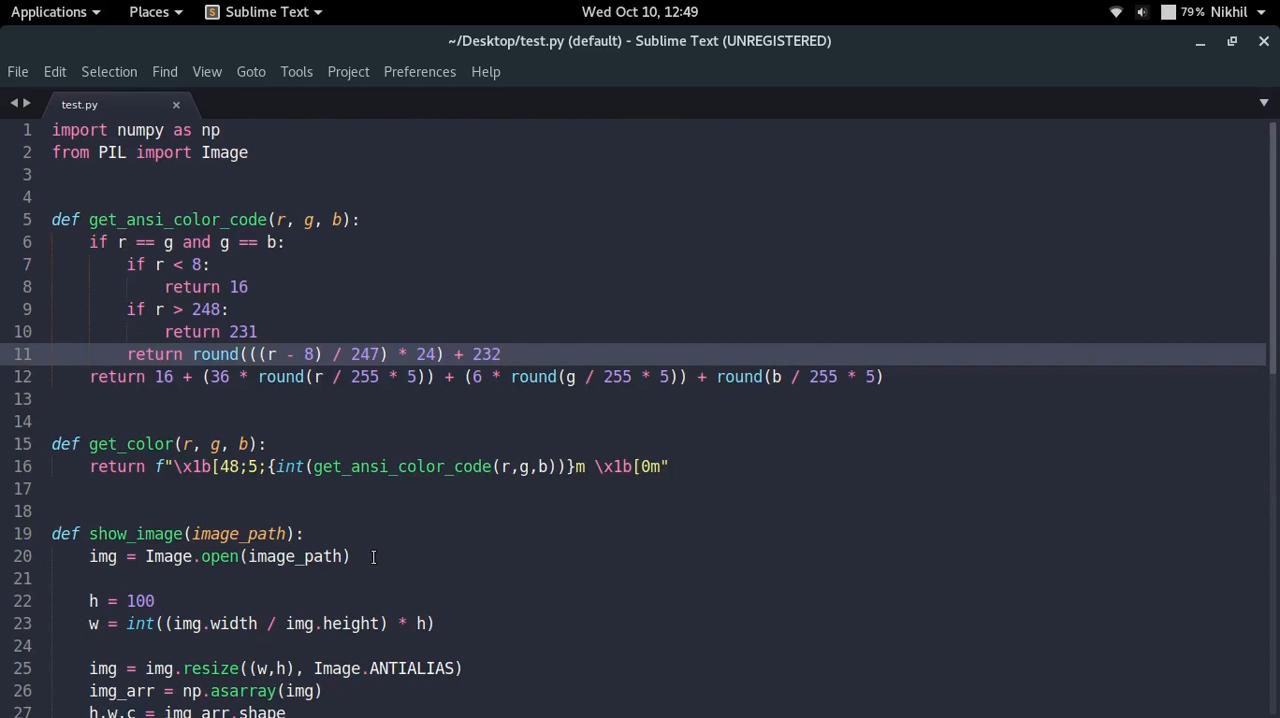 Applications Places Sublime Text Wed Oct 10, 12:49 79% Nikhil
~/Desktop/test.py (default) - Sublime Text (UNREGISTERED)
File Edit Selection Find View Goto Tools Project Preferences Help
test.py
1 import numpy as np
2 from PIL import Image
3
4
5 def get_ansi_color_code(r, g, b):
6     if r == g and g == b:
7         if r < 8:
8             return 16
9         if r > 248:
10             return 231
11         return round(((r - 8) / 247) * 24) + 232
12     return 16 + (36 * round(r / 255 * 5)) + (6 * round(g / 255 * 5)) + round(b / 255 * 5)
13
14
15 def get_color(r, g, b):
16     return f"\x1b[48;5;{int(get_ansi_color_code(r,g,b))}m \x1b[0m"
17
18
19 def show_image(image_path):
20     img = Image.open(image_path)
21
22     h = 100
23     w = int((img.width / img.height) * h)
24
25     img = img.resize((w,h), Image.ANTIALIAS)
26     img_arr = np.asarray(img)
27     h,w,c = img_arr.shape